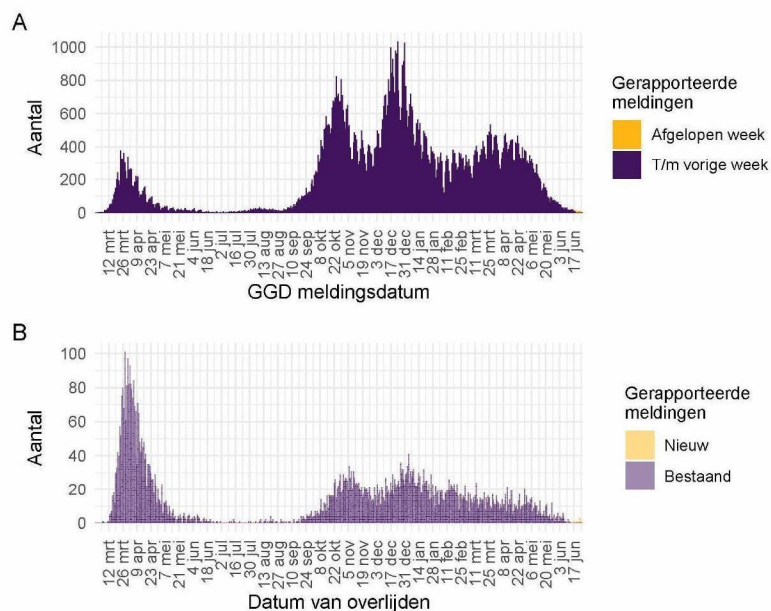 A
1000
800
600
400
200
0
Aantal
12 mrt
26 mrt
9 apr
23 apr
7 mei
21 mei
4 jun
18 jun
2 jul
16 jul
30 jul
13 aug
27 aug
10 sep
24 sep
8 okt
22 okt
5 nov
19 nov
3 dec
17 dec
31 dec
14 jan
28 jan
11 feb
25 feb
11 mrt
25 mrt
8 apr
22 apr
6 mei
20 mei
3 jun
17 jun
GGD meldingsdatum
Gerapporteerde
meldingen
Afgelopen week
T/m vorige week
B
100
80
60
40
20
0
Aantal
12 mrt
26 mrt
9 apr
23 apr
7 mei
21 mei
4 jun
18 jun
2 jul
16 jul
30 jul
13 aug
27 aug
10 sep
24 sep
8 okt
22 okt
5 nov
19 nov
3 dec
17 dec
31 dec
14 jan
28 jan
11 feb
25 feb
11 mrt
25 mrt
8 apr
22 apr
6 mei
20 mei
3 jun
17 jun
Datum van overlijden
Gerapporteerde
meldingen
Nieuw
Bestaand